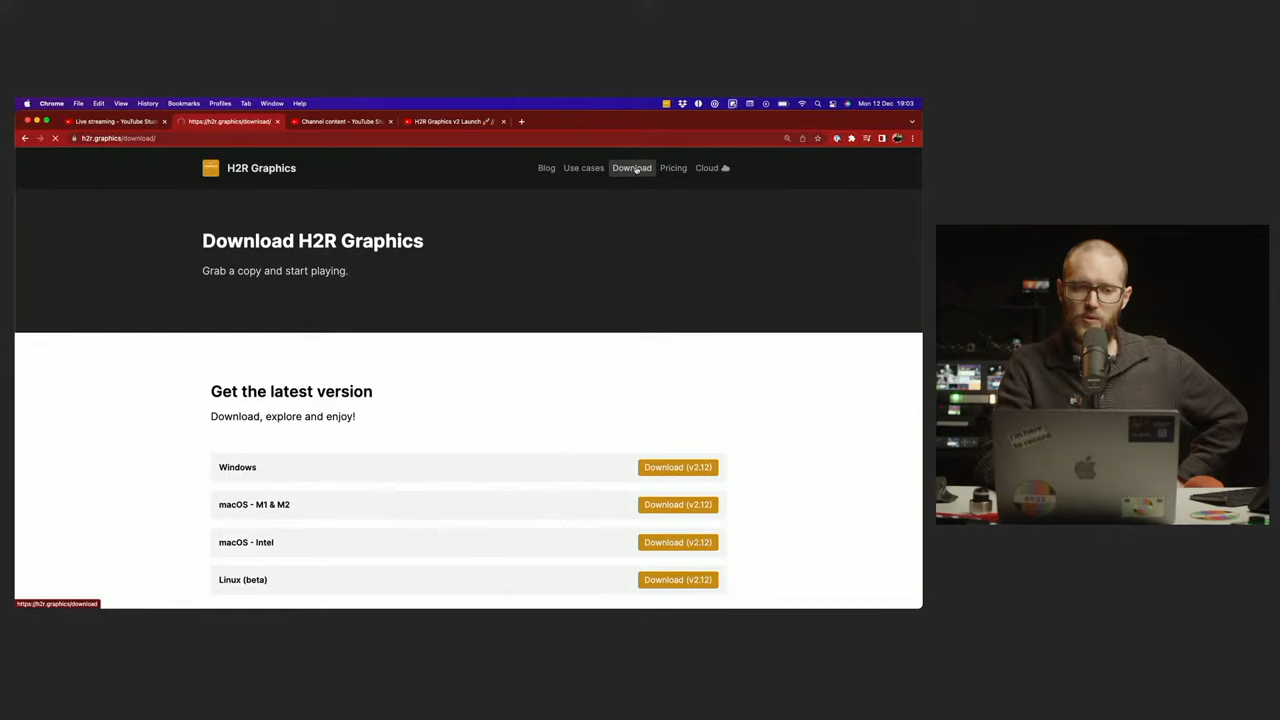 Chrome File Edit View History Bookmarks Profiles Tab Window Help Mon 12 Dec 19:03
Live streaming - YouTube Stu https://h2r.graphics/download/ Channel content - YouTube St H2R Graphics v2 Launch
h2r.graphics/download/
H2R Graphics Blog Use cases Download Pricing Cloud
Download H2R Graphics
Grab a copy and start playing.
Get the latest version
Download, explore and enjoy!
Windows Download (v2.12)
macOS - M1 & M2 Download (v2.12)
macOS - Intel Download (v2.12)
Linux (beta) Download (v2.12)
https://h2r.graphics/download
I'm here
to record